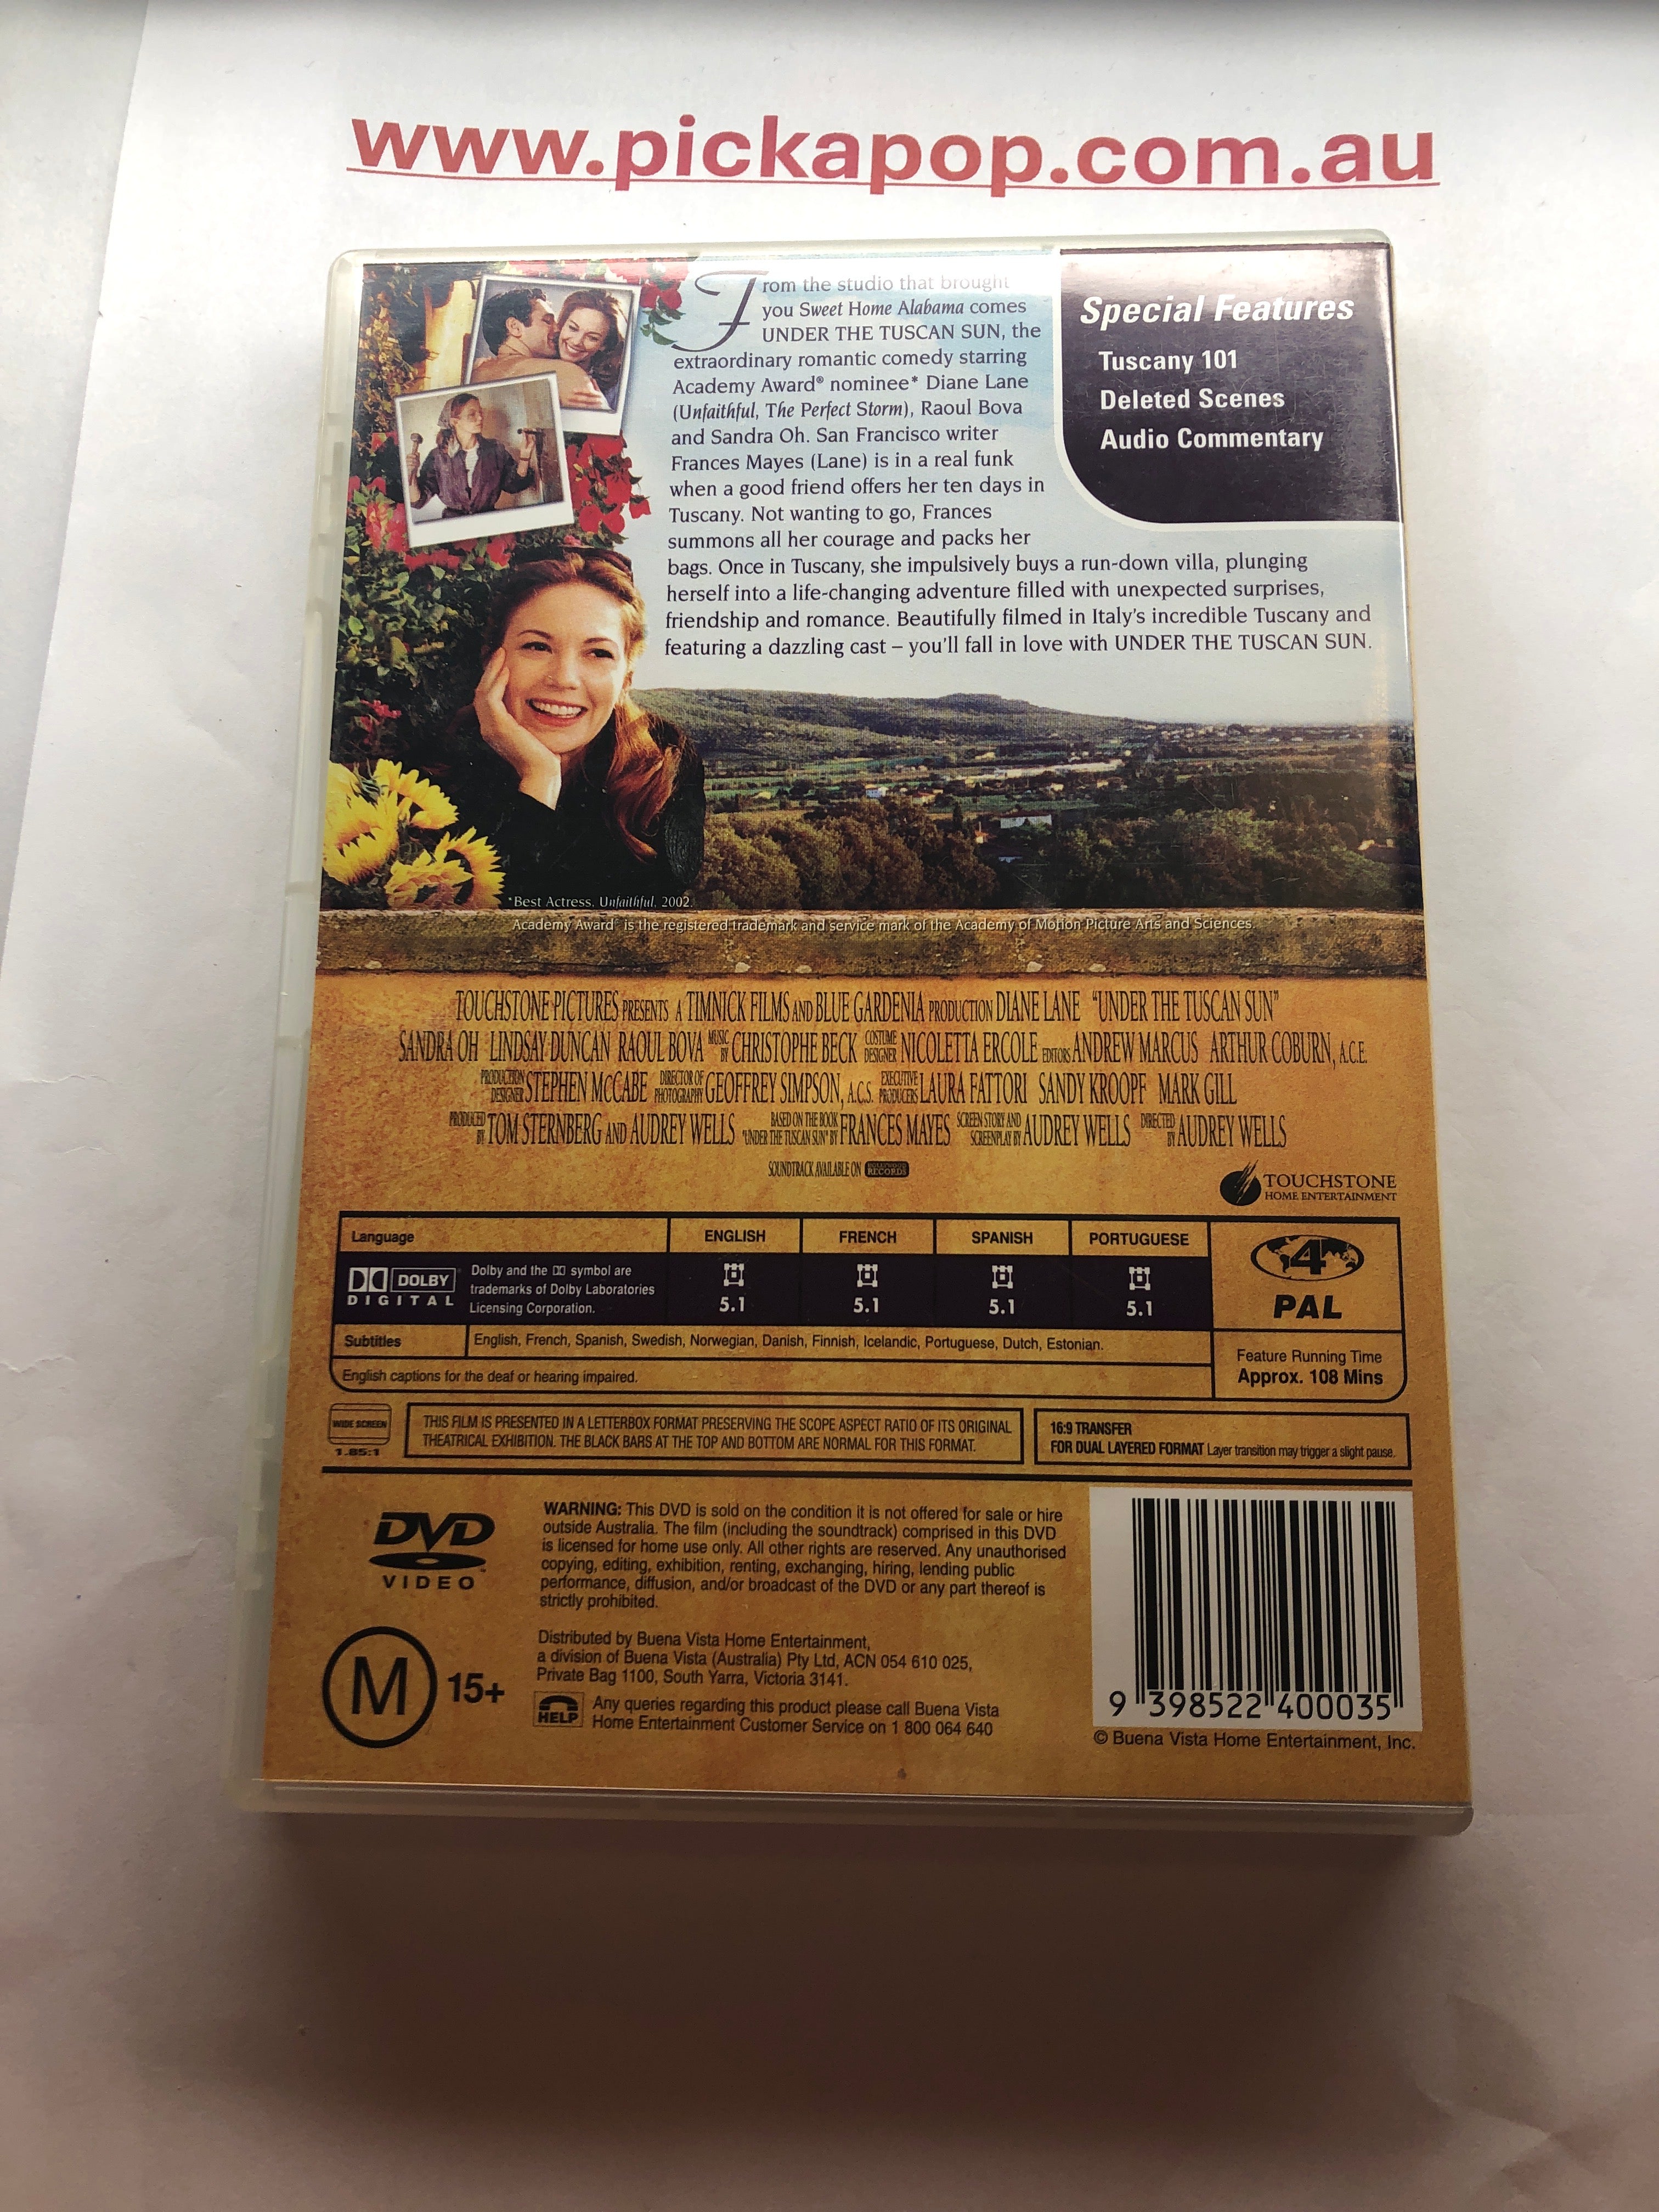 www.pickapop.com.au
From the studio that brought
you Sweet Home Alabama comes
UNDER THE TUSCAN SUN, the
extraordinary romantic comedy starring
Academy Award® nominee* Diane Lane
(Unfaithful, The Perfect Storm), Raoul Bova
and Sandra Oh. San Francisco writer
Frances Mayes (Lane) is in a real funk
when a good friend offers her ten days in
Tuscany. Not wanting to go, Frances
summons all her courage and packs her
bags. Once in Tuscany, she impulsively buys a run-down villa, plunging
herself into a life-changing adventure filled with unexpected surprises,
friendship and romance. Beautifully filmed in Italy's incredible Tuscany and
featuring a dazzling cast – you'll fall in love with UNDER THE TUSCAN SUN.
Special Features
Tuscany 101
Deleted Scenes
Audio Commentary
*Best Actress, Unfaithful, 2002.
Academy Award® is the registered trademark and service mark of the Academy of Motion Picture Arts and Sciences.
TOUCHSTONE PICTURES PRESENTS A TIMNICK FILMS AND BLUE GARDENIA PRODUCTION DIANE LANE "UNDER THE TUSCAN SUN"
SANDRA OH LINDSAY DUNCAN RAOUL BOVA MUSIC BY CHRISTOPHE BECK COSTUME DESIGNER NICOLETTA ERCOLE EDITORS ANDREW MARCUS ARTHUR COBURN, A.C.E.
PRODUCTION DESIGNER STEPHEN McCABE DIRECTOR OF PHOTOGRAPHY GEOFFREY SIMPSON, A.C.S. EXECUTIVE PRODUCERS LAURA FATTORI SANDY KROOPF MARK GILL
PRODUCED BY TOM STERNBERG AND AUDREY WELLS BASED ON THE BOOK "UNDER THE TUSCAN SUN" BY FRANCES MAYES SCREEN STORY AND SCREENPLAY BY AUDREY WELLS DIRECTED BY AUDREY WELLS
SOUNDTRACK AVAILABLE ON HOLLYWOOD RECORDS
TOUCHSTONE
HOME ENTERTAINMENT
Language ENGLISH FRENCH SPANISH PORTUGUESE
DOLBY
DIGITAL
Dolby and the DD symbol are
trademarks of Dolby Laboratories
Licensing Corporation.
5.1 5.1 5.1 5.1
4
PAL
Subtitles English, French, Spanish, Swedish, Norwegian, Danish, Finnish, Icelandic, Portuguese, Dutch, Estonian.
English captions for the deaf or hearing impaired.
Feature Running Time
Approx. 108 Mins
WIDE SCREEN
1.85:1
THIS FILM IS PRESENTED IN A LETTERBOX FORMAT PRESERVING THE SCOPE ASPECT RATIO OF ITS ORIGINAL
THEATRICAL EXHIBITION. THE BLACK BARS AT THE TOP AND BOTTOM ARE NORMAL FOR THIS FORMAT.
16:9 TRANSFER
FOR DUAL LAYERED FORMAT Layer transition may trigger a slight pause.
DVD
VIDEO
WARNING: This DVD is sold on the condition it is not offered for sale or hire
outside Australia. The film (including the soundtrack) comprised in this DVD
is licensed for home use only. All other rights are reserved. Any unauthorised
copying, editing, exhibition, renting, exchanging, hiring, lending public
performance, diffusion, and/or broadcast of the DVD or any part thereof is
strictly prohibited.
M 15+
Distributed by Buena Vista Home Entertainment,
a division of Buena Vista (Australia) Pty Ltd, ACN 054 610 025,
Private Bag 1100, South Yarra, Victoria 3141.
HELP
Any queries regarding this product please call Buena Vista
Home Entertainment Customer Service on 1 800 064 640
9 398522 400035
© Buena Vista Home Entertainment, Inc.